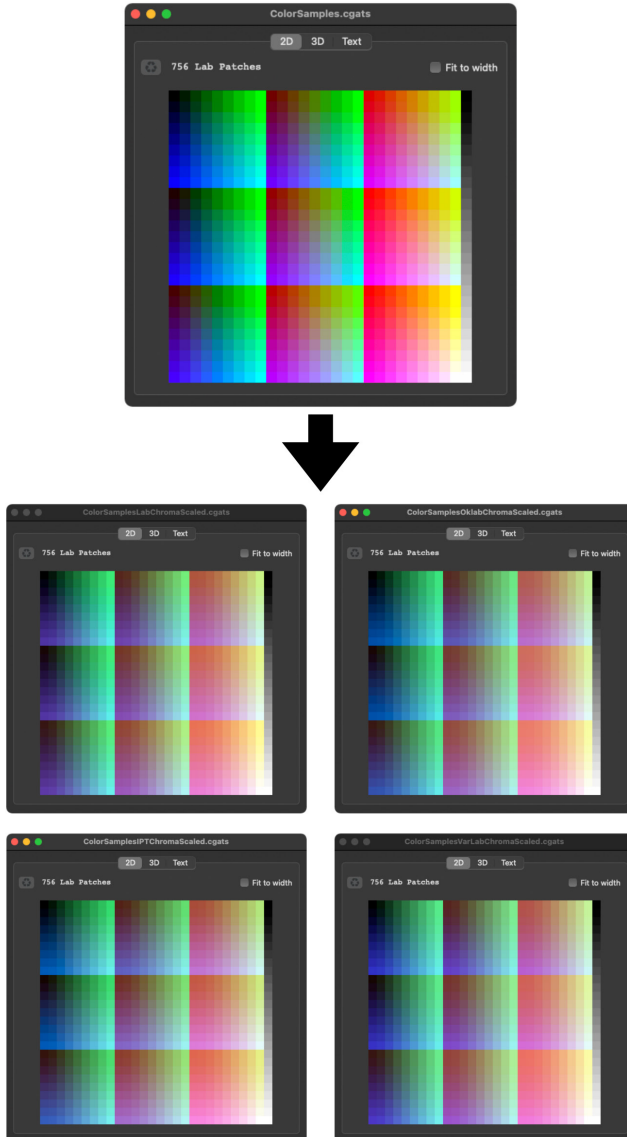 ColorSamples.cgats
2D 3D Text
756 Lab Patches Fit to width
ColorSamplesLabChromaScaled.cgats
2D 3D Text
756 Lab Patches Fit to width
ColorSamplesOklabChromaScaled.cgats
2D 3D Text
756 Lab Patches Fit to width
ColorSamplesIPTChromaScaled.cgats
2D 3D Text
756 Lab Patches Fit to width
ColorSamplesVarLabChromaScaled.cgats
2D 3D Text
756 Lab Patches Fit to width